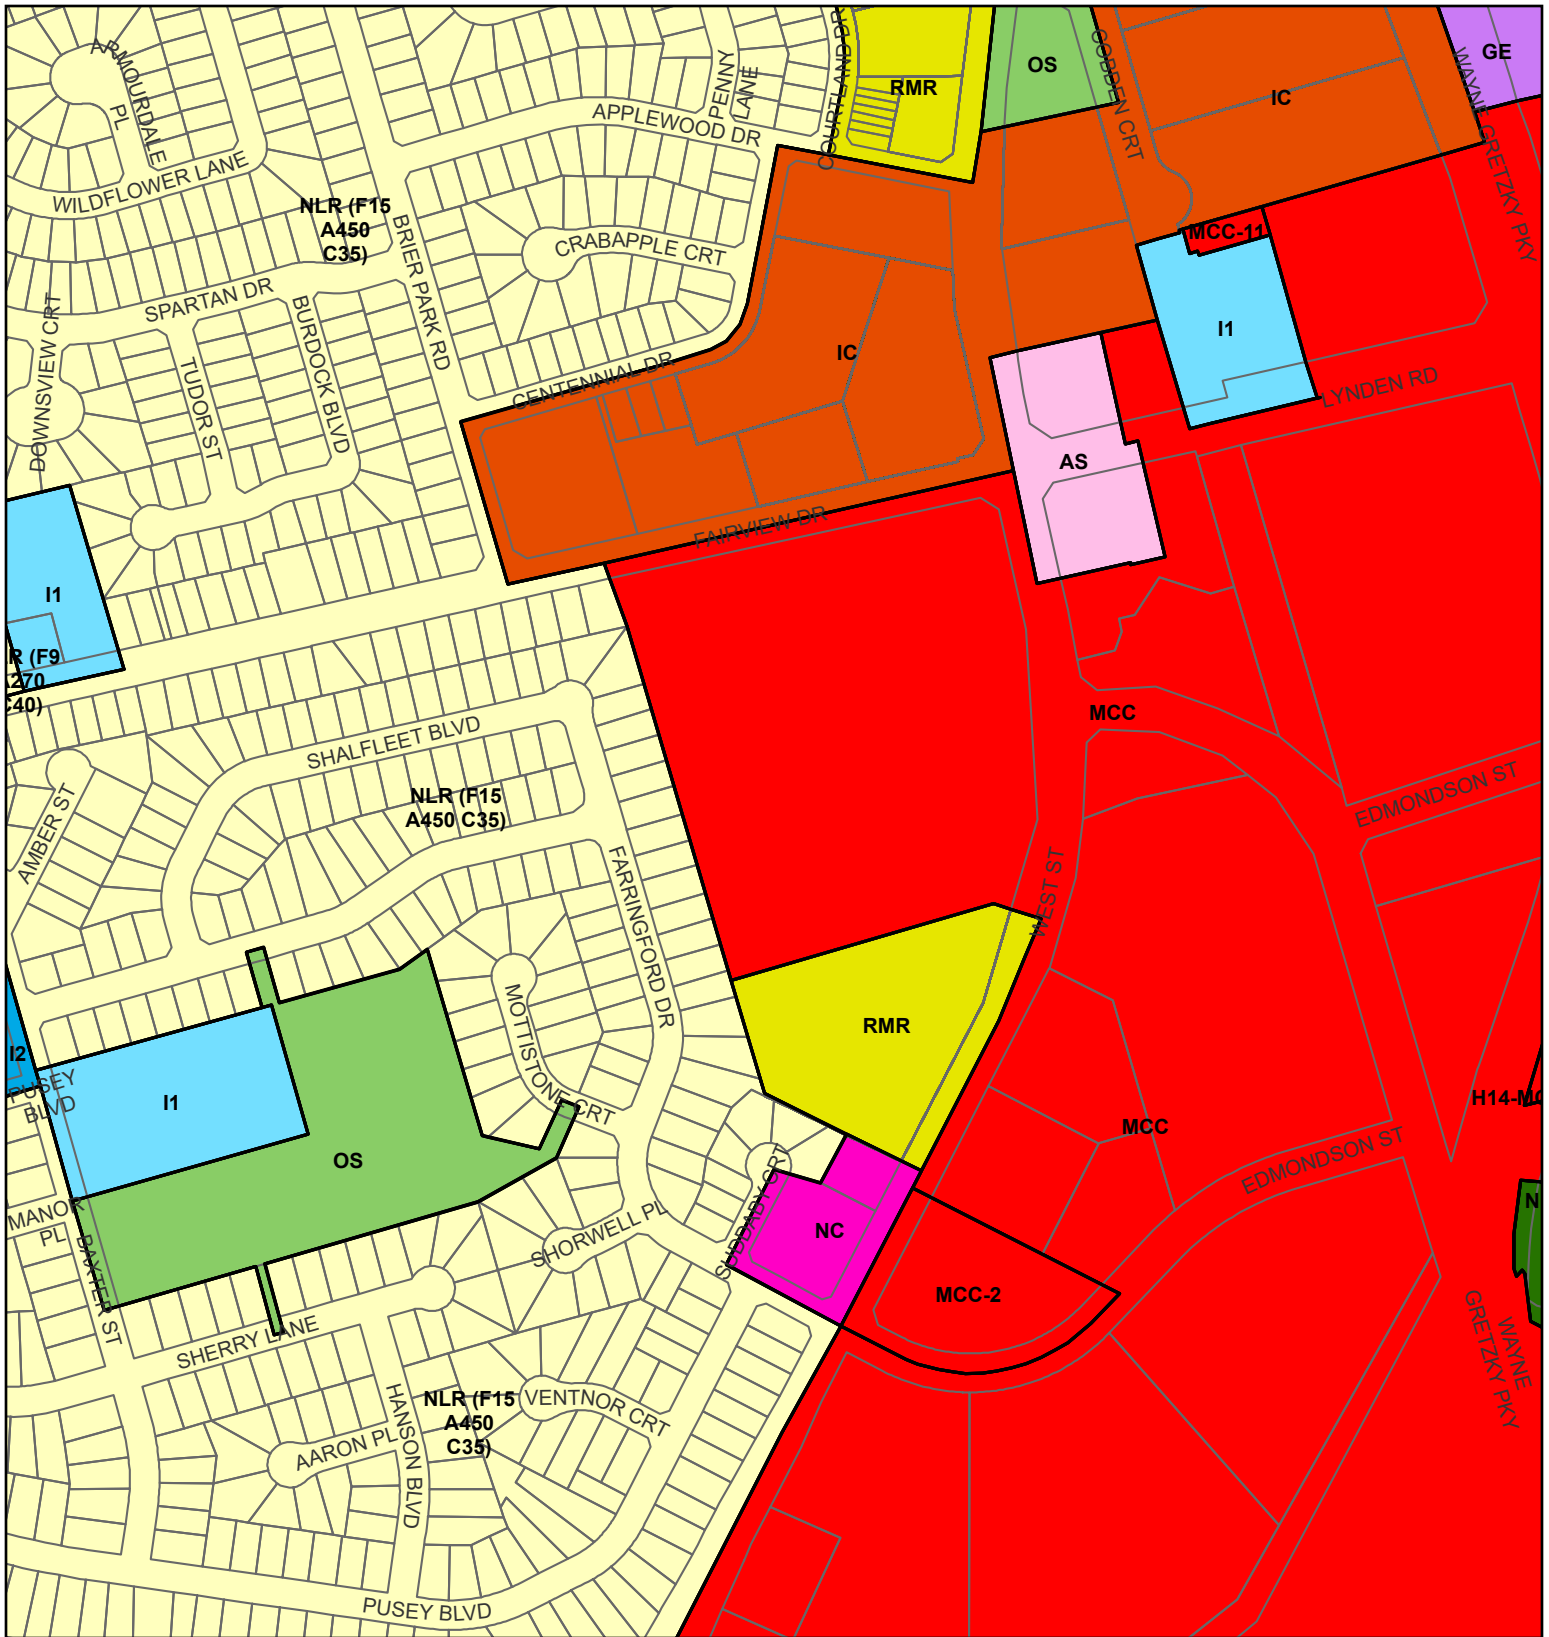 ARMOURDALE
PL
PENNY
LANE
COURTLAND DR
RMR
OS
COBDEN CRT
IC
GE
WAYNE GRETZKY PKY
APPLEWOOD DR
WILDFLOWER LANE
NLR (F15
A450
C35)
BRIER PARK RD
CRABAPPLE CRT
MCC-11
SPARTAN DR
DOWNSVIEW CRT
BURDOCK BLVD
TUDOR ST
I1
IC
CENTENNIAL DR
LYNDEN RD
AS
FAIRVIEW DR
I1
R (F9
A270
C40)
MCC
SHALFLEET BLVD
AMBER ST
NLR (F15
A450 C35)
EDMONDSON ST
FARRINGFORD DR
WEST ST
MOTTISTONE CRT
RMR
I2
PUSEY
BLVD
I1
H14-MC
MCC
OS
EDMONDSON ST
MANOR
PL
BAXTER ST
SHORWELL PL
SUDDABY CRT
NC
N
MCC-2
WAYNE
GRETZKY PKY
SHERRY LANE
HANSON BLVD
NLR (F15
A450
C35)
VENTNOR CRT
AARON PL
PUSEY BLVD